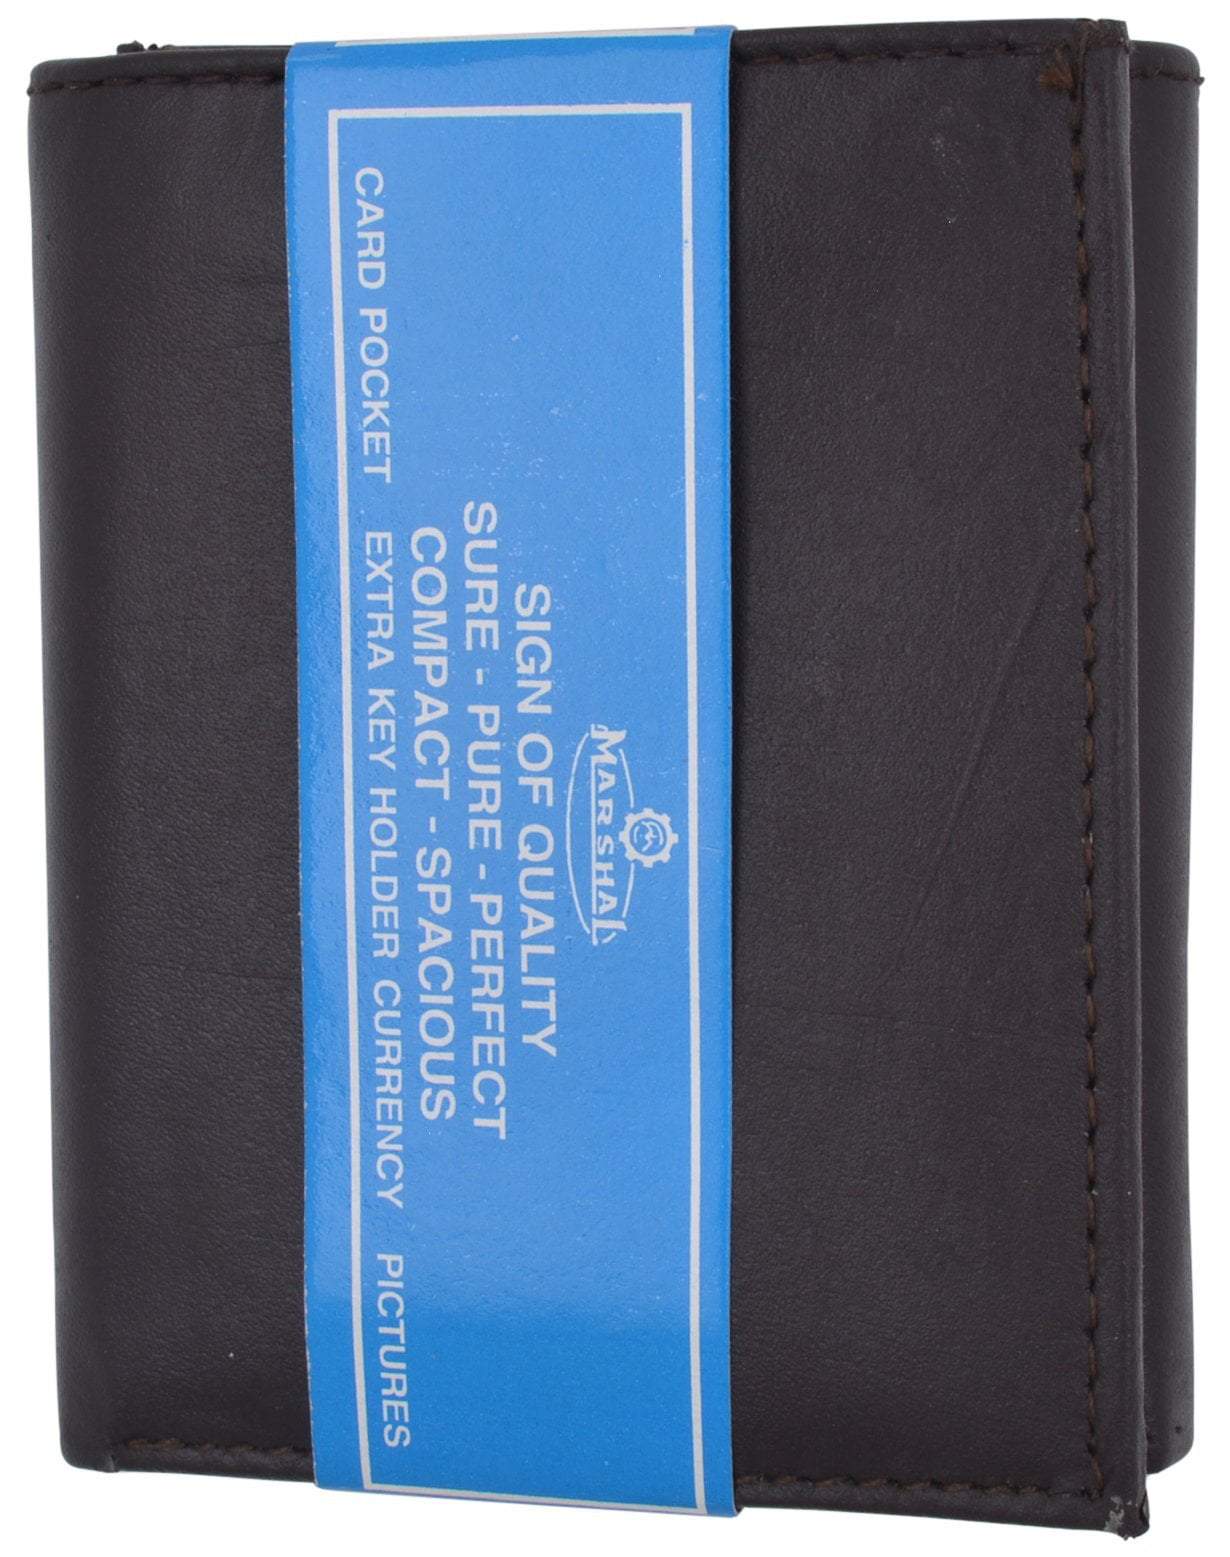 MARSHAL
SIGN OF QUALITY
SURE - PURE - PERFECT
COMPACT - SPACIOUS
CARD POCKET EXTRA KEY HOLDER CURRENCY PICTURES